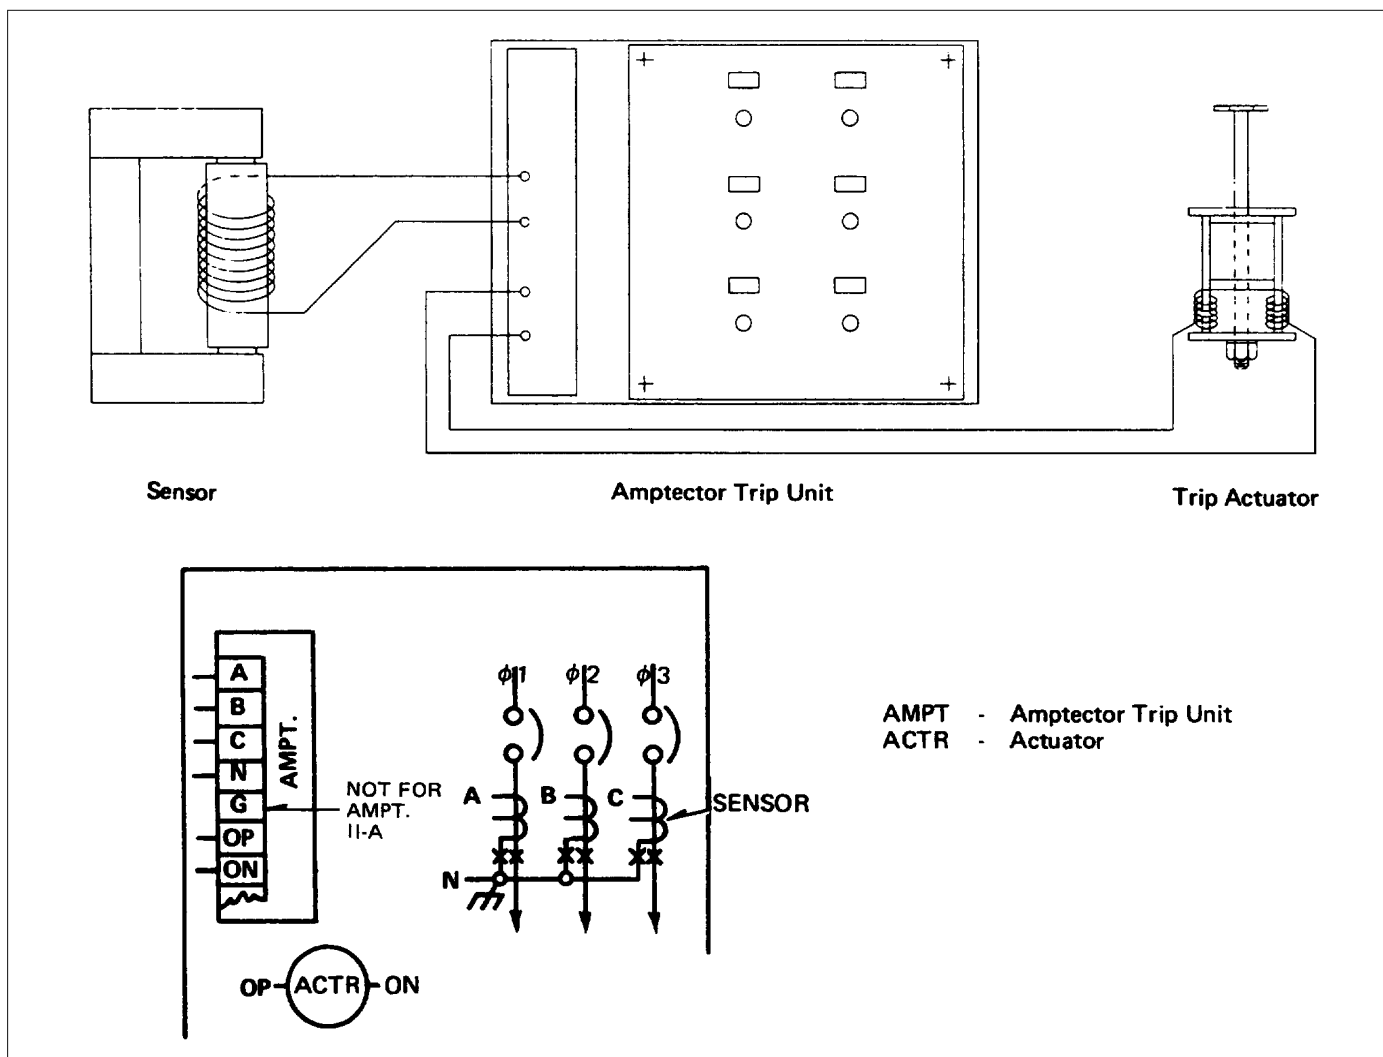 Sensor
Amptector Trip Unit
Trip Actuator
A
B
C
N
G
OP
ON
AMPT.
NOT FOR
AMPT.
II-A
ϕ1
ϕ2
ϕ3
A
B
C
SENSOR
N
AMPT - Amptector Trip Unit
ACTR - Actuator
OP
ACTR
ON